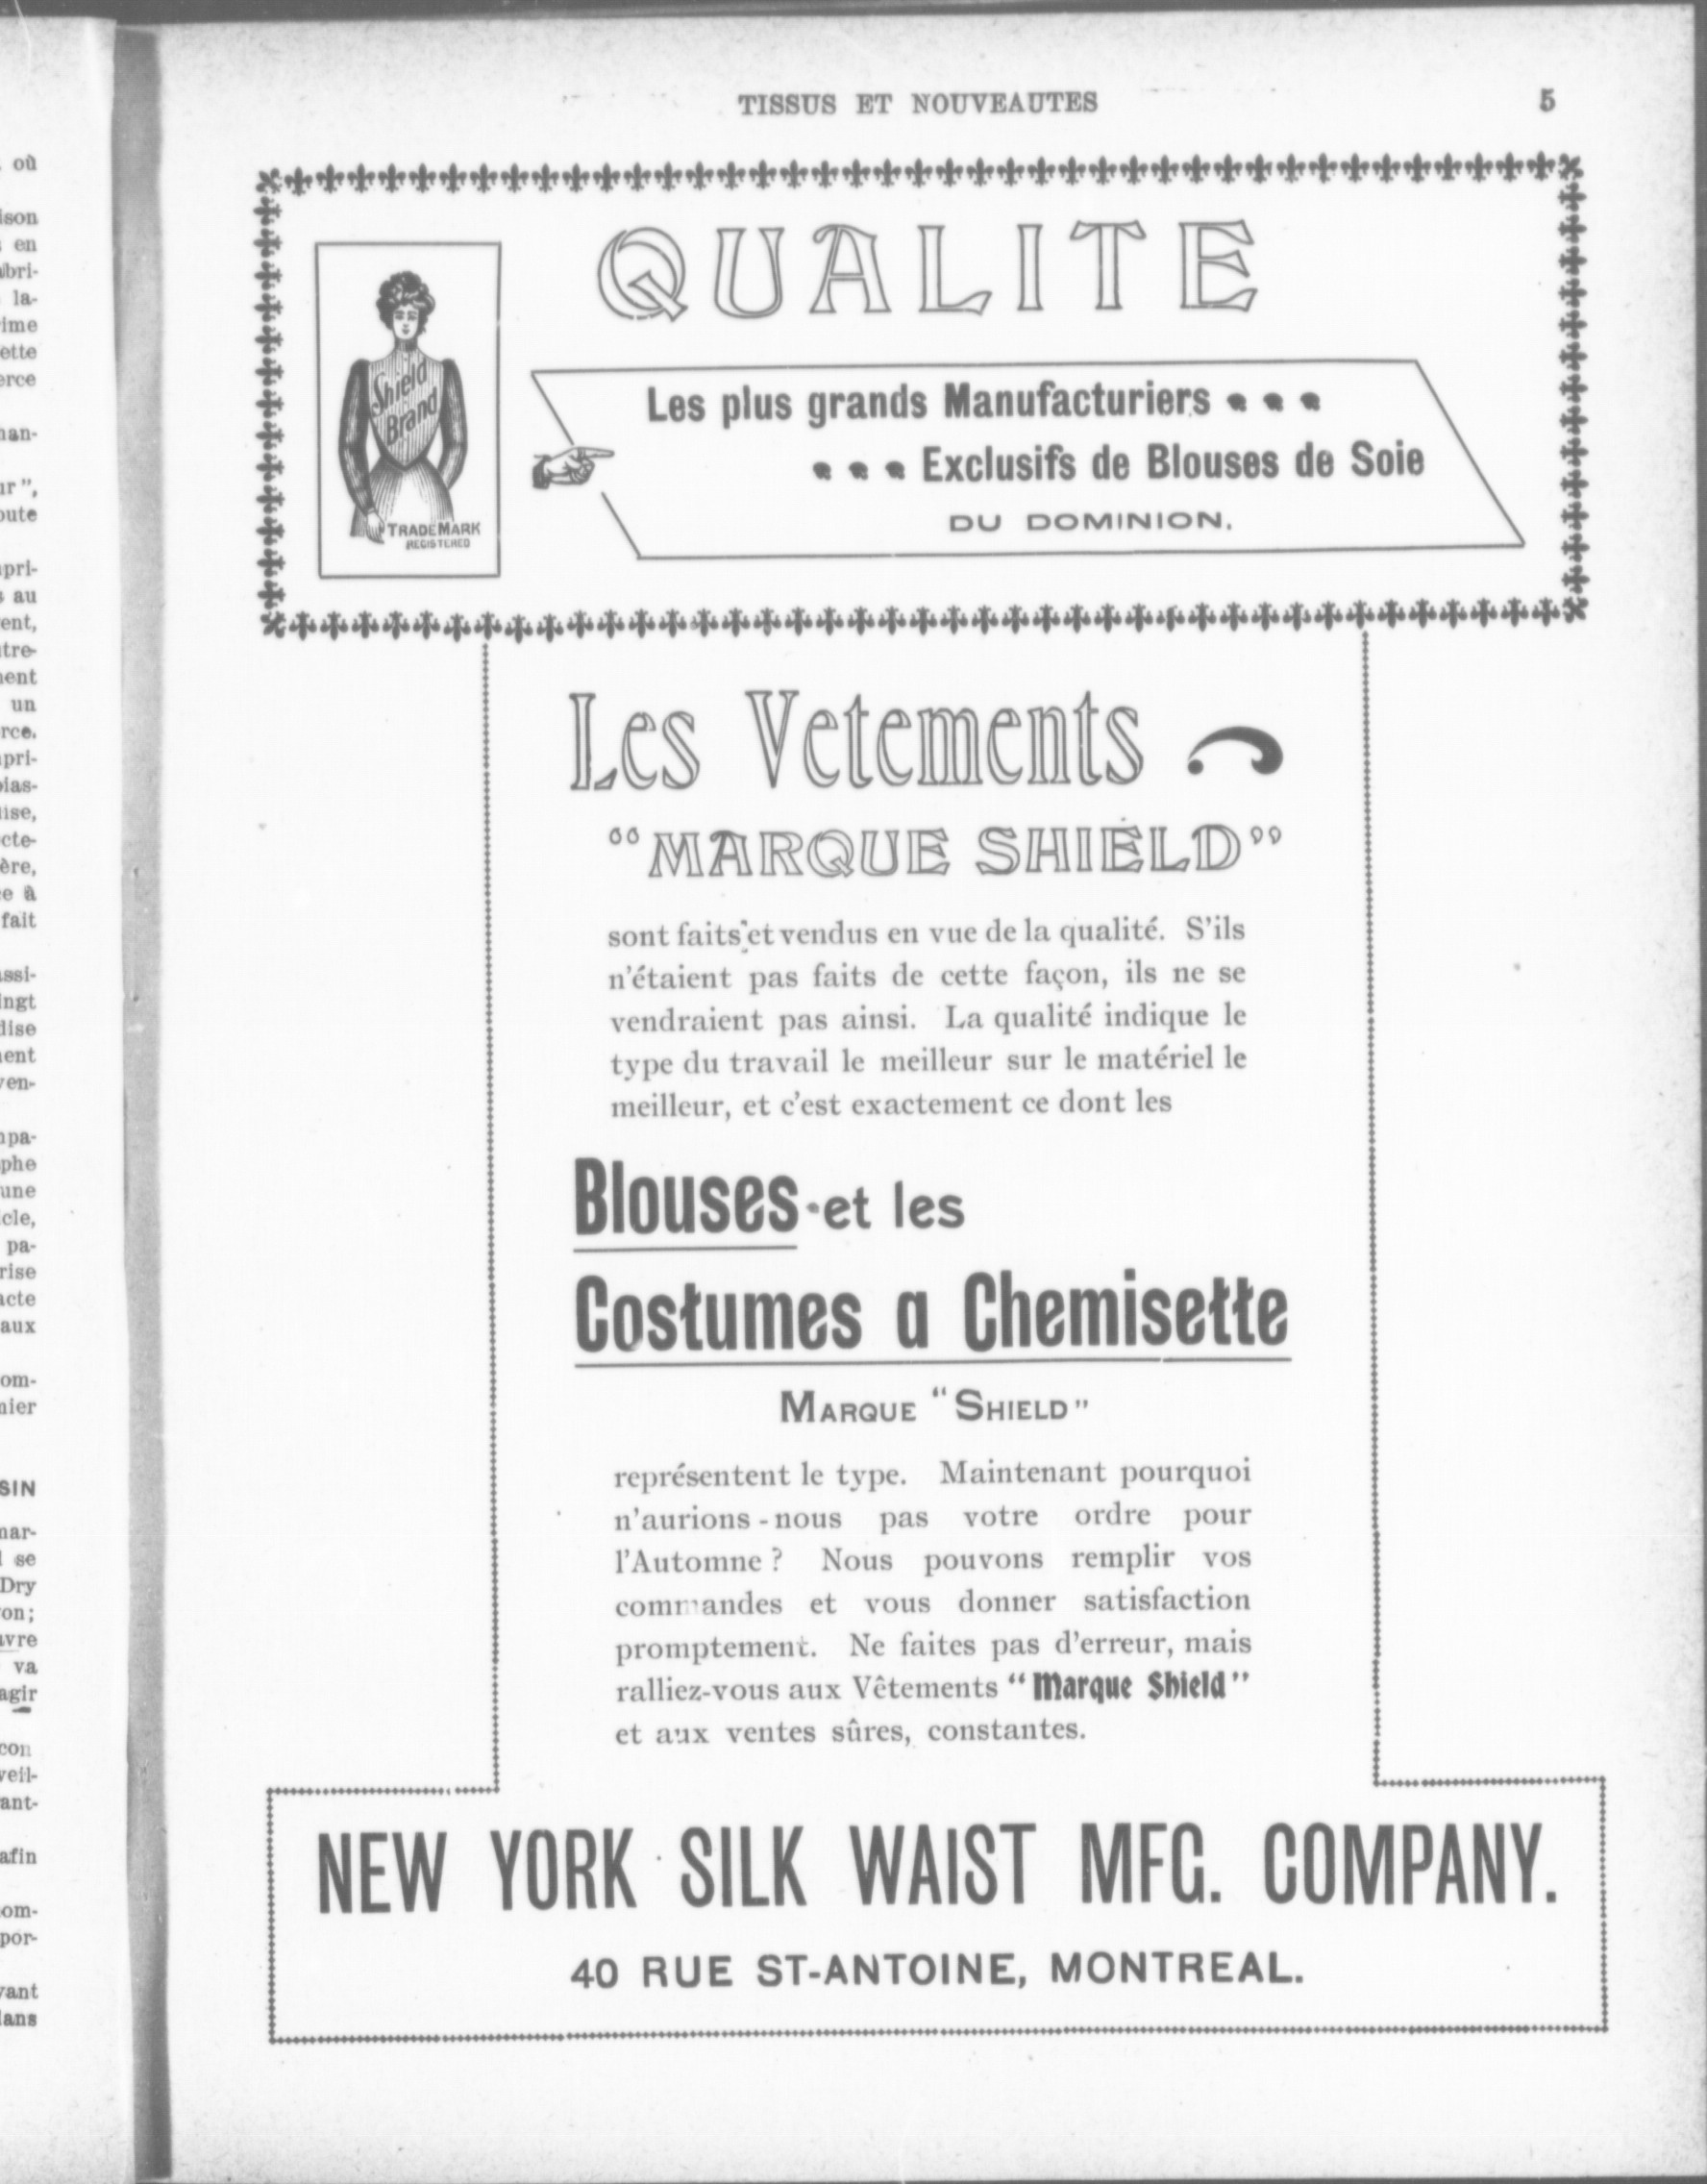 TISSUS ET NOUVEAUTES
5
QUALITE
Shield
Brand
TRADE MARK
REGISTERED
Les plus grands Manufacturiers
Exclusifs de Blouses de Soie
DU DOMINION.
Les Vetements
"MARQUE SHIELD"
sont faits et vendus en vue de la qualité. S'ils
n'étaient pas faits de cette façon, ils ne se
vendraient pas ainsi. La qualité indique le
type du travail le meilleur sur le matériel le
meilleur, et c'est exactement ce dont les
Blouses et les
Costumes a Chemisette
MARQUE "SHIELD"
représentent le type. Maintenant pourquoi
n'aurions-nous pas votre ordre pour
l'Automne ? Nous pouvons remplir vos
commandes et vous donner satisfaction
promptement. Ne faites pas d'erreur, mais
ralliez-vous aux Vêtements "Marque Shield"
et aux ventes sûres, constantes.
NEW YORK SILK WAIST MFG. COMPANY.
40 RUE ST-ANTOINE, MONTREAL.